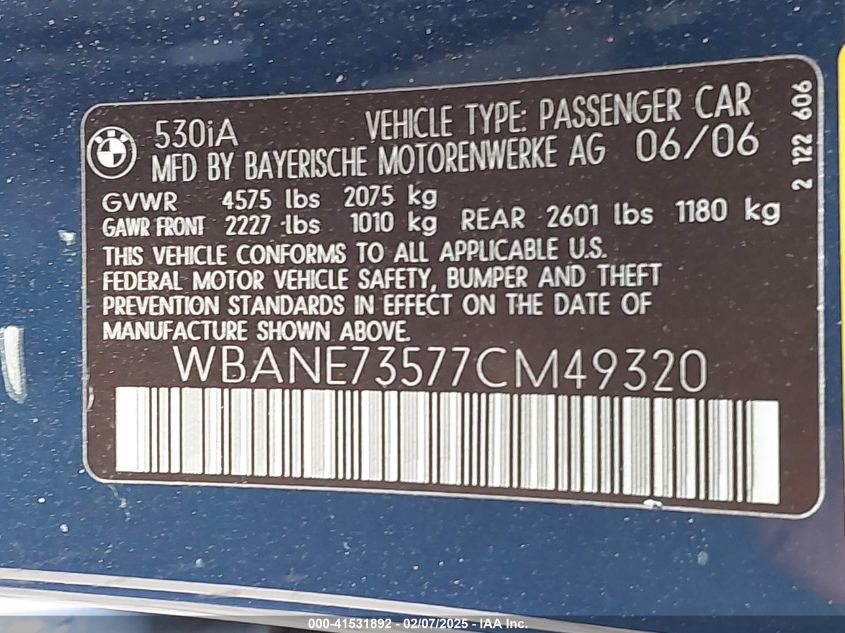 530iA VEHICLE TYPE: PASSENGER CAR
MFD BY BAYERISCHE MOTORENWERKE AG 06/06
GVWR 4575 lbs 2075 kg
GAWR FRONT 2227 lbs 1010 kg REAR 2601 lbs 1180 kg
THIS VEHICLE CONFORMS TO ALL APPLICABLE U.S.
FEDERAL MOTOR VEHICLE SAFETY, BUMPER AND THEFT
PREVENTION STANDARDS IN EFFECT ON THE DATE OF
MANUFACTURE SHOWN ABOVE.
WBANE73577CM49320
2 122 606
BMW
000-41531892 - 02/07/2025 - IAA Inc.